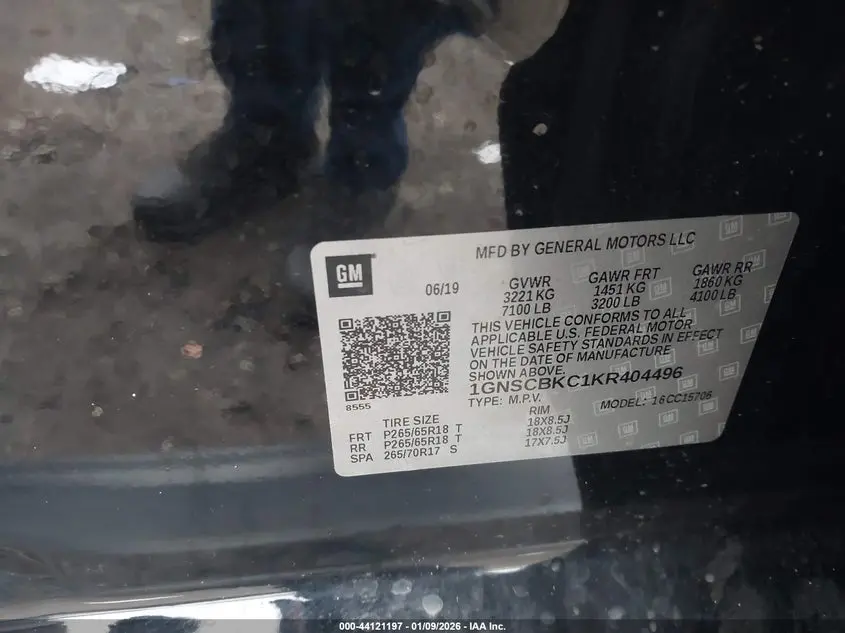 GM
MFD BY GENERAL MOTORS LLC
06/19
GVWR GAWR FRT GAWR RR
3221 KG 1451 KG 1860 KG
7100 LB 3200 LB 4100 LB
THIS VEHICLE CONFORMS TO ALL
APPLICABLE U.S. FEDERAL MOTOR
VEHICLE SAFETY STANDARDS IN EFFECT
ON THE DATE OF MANUFACTURE
SHOWN ABOVE.
1GNSCBKC1KR404496
TYPE: M.P.V. MODEL: 16CC15706
8555
TIRE SIZE RIM
FRT P265/65R18 T 18X8.5J
RR P265/65R18 T 18X8.5J
SPA 265/70R17 S 17X7.5J
000-44121197 - 01/09/2026 - IAA Inc.